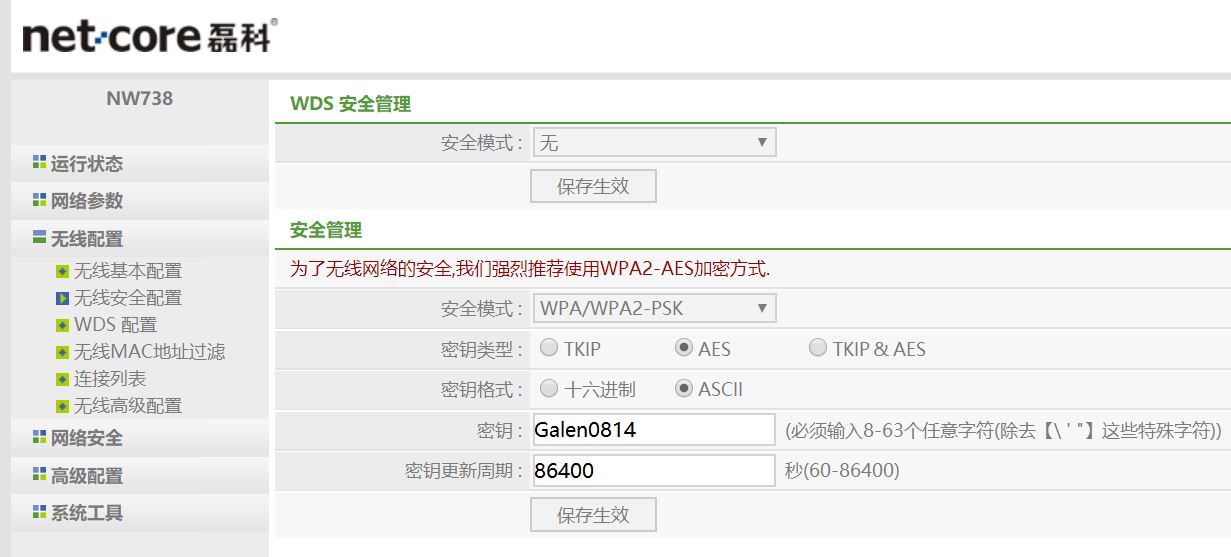 net-core 磊科®
NW738
运行状态
网络参数
无线配置
无线基本配置
无线安全配置
WDS 配置
无线MAC地址过滤
连接列表
无线高级配置
网络安全
高级配置
系统工具
WDS 安全管理
安全模式 : 无
保存生效
安全管理
为了无线网络的安全,我们强烈推荐使用WPA2-AES加密方式.
安全模式 : WPA/WPA2-PSK
密钥类型 : TKIP AES TKIP & AES
密钥格式 : 十六进制 ASCII
密钥 : Galen0814 (必须输入8-63个任意字符(除去【\ ' "】这些特殊字符))
密钥更新周期 : 86400 秒(60-86400)
保存生效